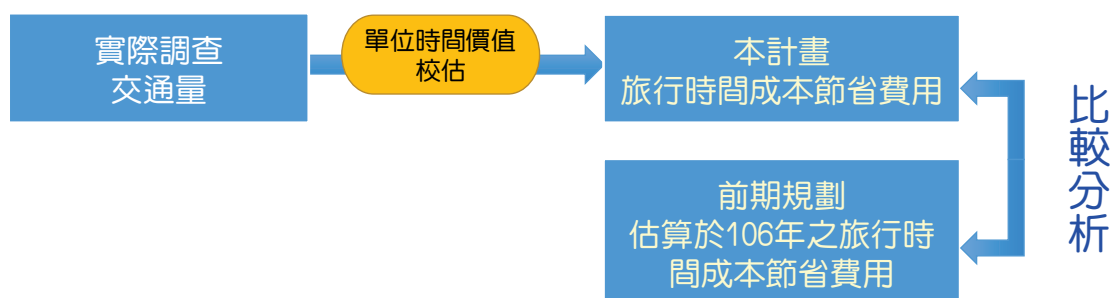 實際調查
交通量
單位時間價值
校估
本計畫
旅行時間成本節省費用
前期規劃
估算於106年之旅行時
間成本節省費用
比較分析